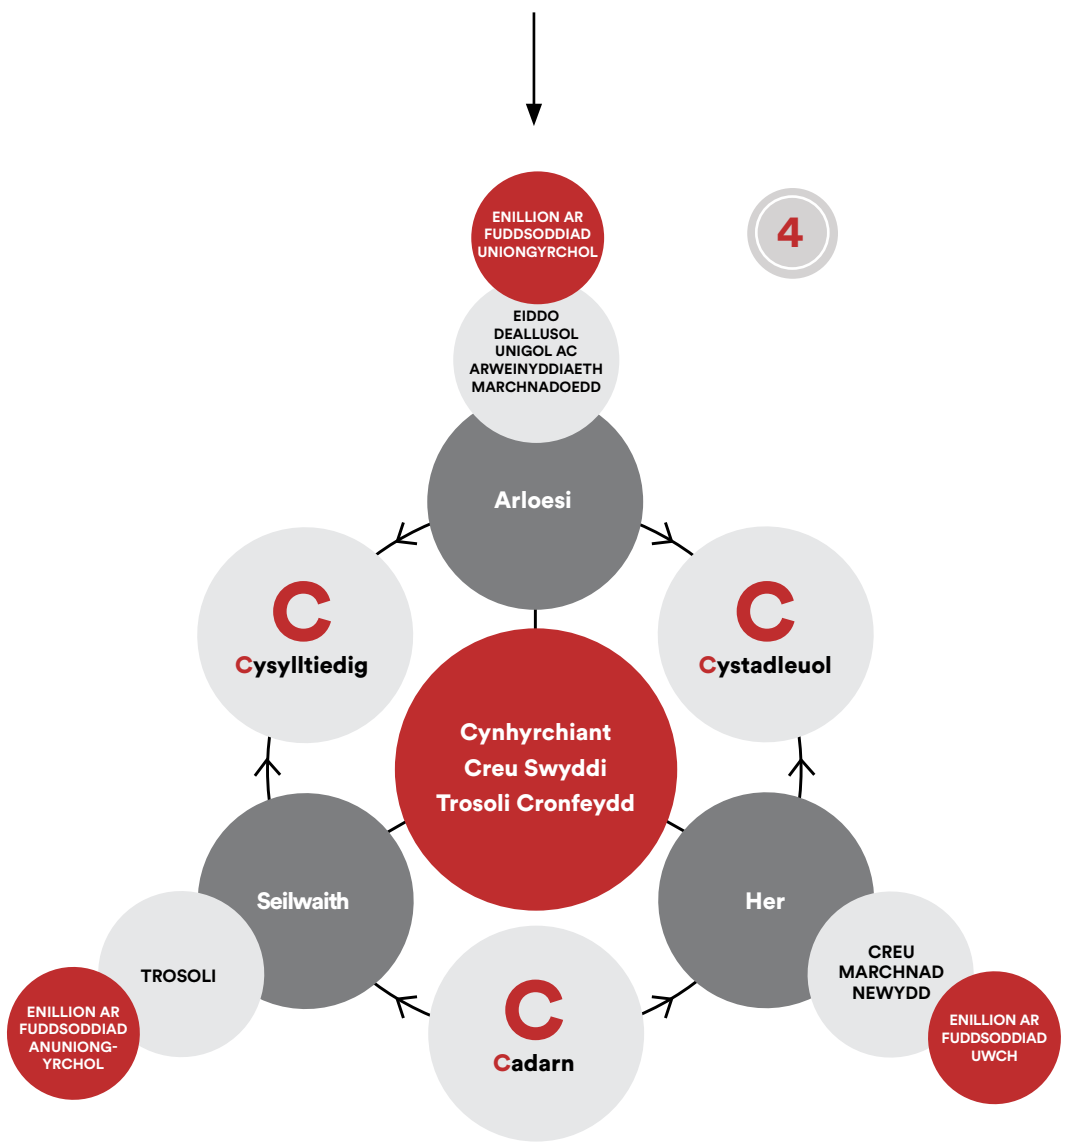 ENILLION AR
FUDDSODDIAD
UNIONGYRCHOL
4
EIDDO
DEALLUSOL
UNIGOL AC
ARWEINYDDIAETH
MARCHNADOEDD
Arloesi
C
Cysylltiedig
C
Cystadleuol
Cynhyrchiant
Creu Swyddi
Trosoli Cronfeydd
Seilwaith
Her
TROSOLI
CREU
MARCHNAD
NEWYDD
ENILLION AR
FUDDSODDIAD
ANUNIONG-
YRCHOL
C
Cadarn
ENILLION AR
FUDDSODDIAD
UWCH